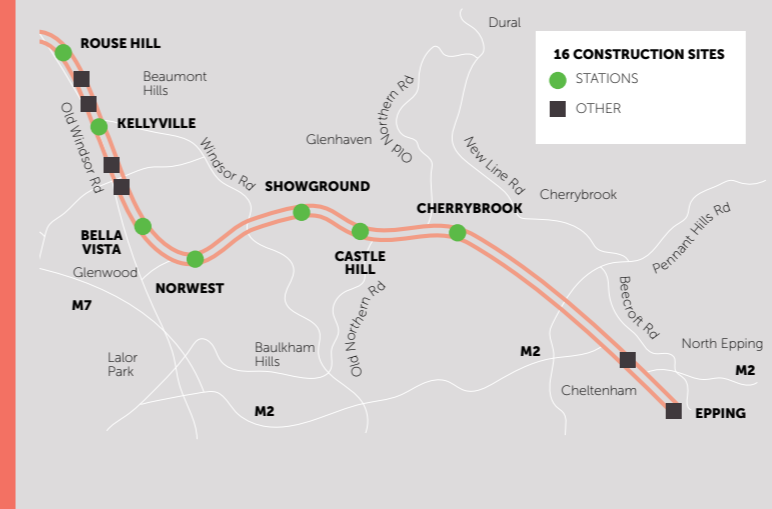 Dural
16 CONSTRUCTION SITES
STATIONS
OTHER
ROUSE HILL
Beaumont
Hills
Old Windsor Rd
KELLYVILLE
Windsor Rd
Glenhaven
Old Northern Rd
New Line Rd
SHOWGROUND
Cherrybrook
CHERRYBROOK
Pennant Hills Rd
BELLA
VISTA
CASTLE
HILL
Glenwood
NORWEST
M7
Old Northern Rd
Beecroft Rd
Lalor
Park
Baulkham
Hills
M2
North Epping
M2
Cheltenham
M2
EPPING